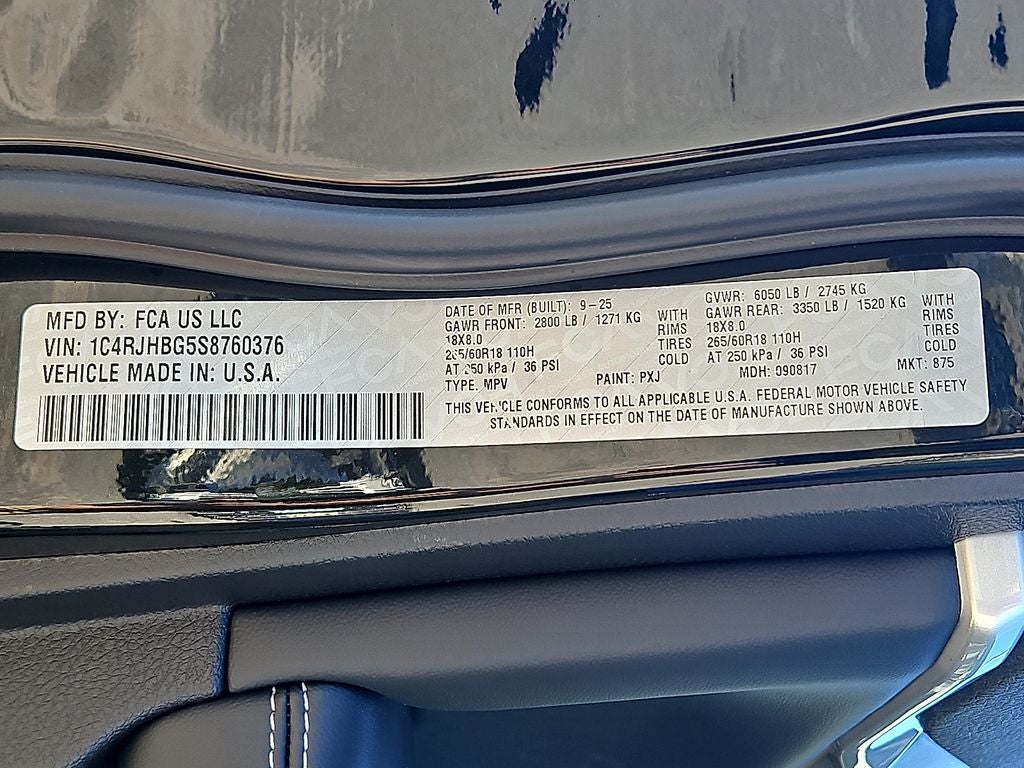 MFD BY: FCA US LLC
VIN: 1C4RJHBG5S8760376
VEHICLE MADE IN: U.S.A.
DATE OF MFR (BUILT): 9-25
GAWR FRONT: 2800 LB / 1271 KG WITH
18X8.0 RIMS
265/60R18 110H TIRES
AT 250 kPa / 36 PSI COLD
TYPE: MPV PAINT: PXJ
GVWR: 6050 LB / 2745 KG
GAWR REAR: 3350 LB / 1520 KG WITH
18X8.0 RIMS
265/60R18 110H TIRES
AT 250 kPa / 36 PSI COLD
MDH: 090817 MKT: 875
THIS VEHICLE CONFORMS TO ALL APPLICABLE U.S.A. FEDERAL MOTOR VEHICLE SAFETY
STANDARDS IN EFFECT ON THE DATE OF MANUFACTURE SHOWN ABOVE.